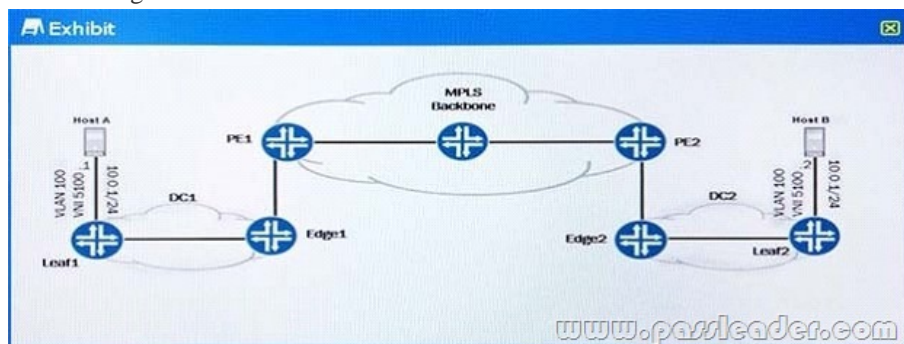 Exhibit
MPLS
Backbone
Host A
Host B
PE1
PE2
.1
VLAN 100
VNI 5100
10.0.1/24
DC1
DC2
VLAN 100
VNI 5100
.2
10.0.1/24
Edge1
Edge2
Leaf1
Leaf2
www.passleader.com